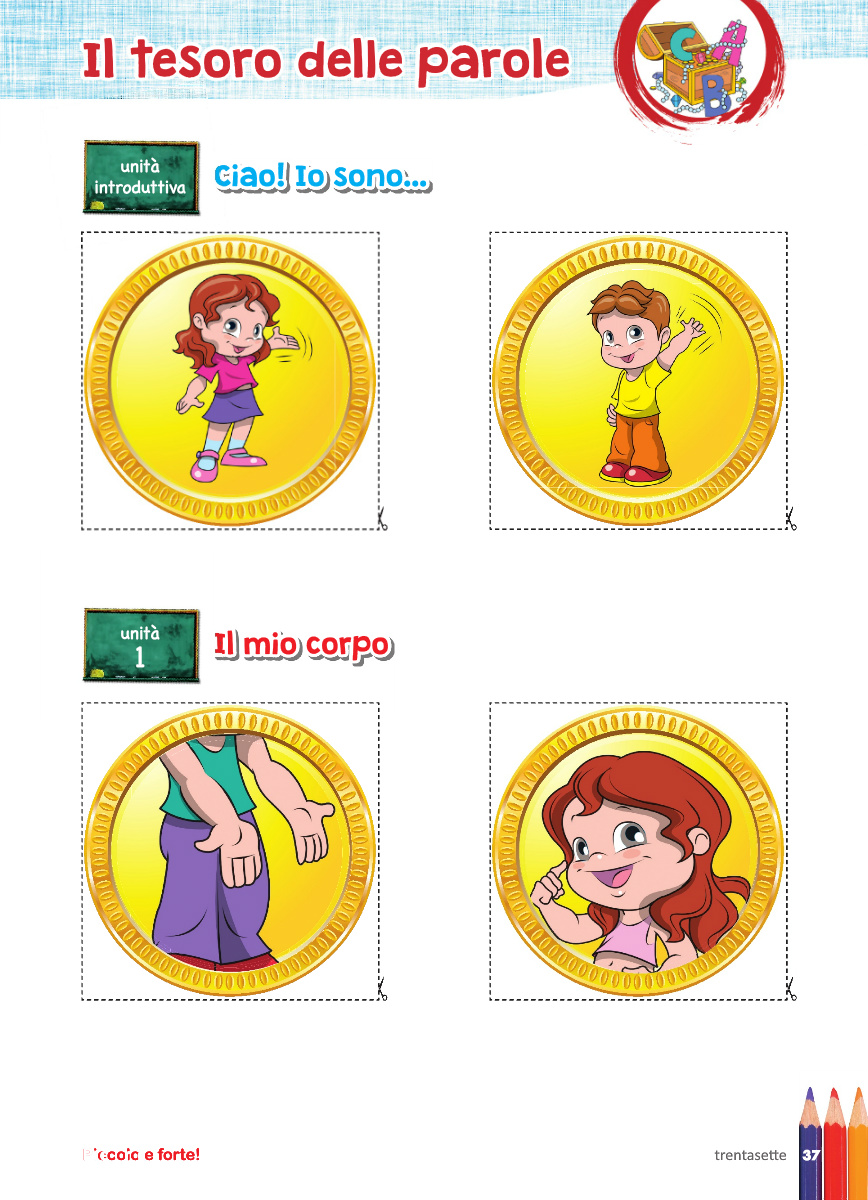 Il tesoro delle parole
C A B
unità
introduttiva
Ciao! Io sono...
unità
1
Il mio corpo
Piccolo e forte!
trentasette 37